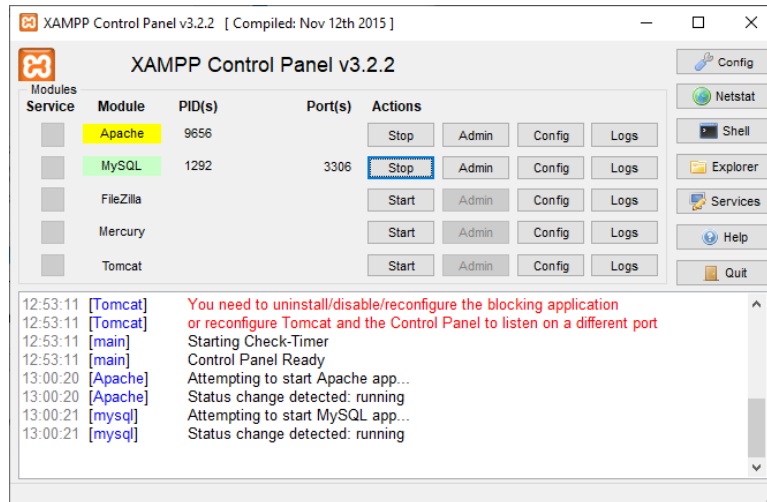 XAMPP Control Panel v3.2.2 [ Compiled: Nov 12th 2015 ]
XAMPP Control Panel v3.2.2
Config
Modules
Service Module PID(s) Port(s) Actions
Netstat
Apache 9656 Stop Admin Config Logs
Shell
MySQL 1292 3306 Stop Admin Config Logs
Explorer
FileZilla Start Admin Config Logs
Services
Mercury Start Admin Config Logs
Help
Tomcat Start Admin Config Logs
Quit
12:53:11 [Tomcat] You need to uninstall/disable/reconfigure the blocking application
12:53:11 [Tomcat] or reconfigure Tomcat and the Control Panel to listen on a different port
12:53:11 [main] Starting Check-Timer
12:53:11 [main] Control Panel Ready
13:00:20 [Apache] Attempting to start Apache app...
13:00:20 [Apache] Status change detected: running
13:00:21 [mysql] Attempting to start MySQL app...
13:00:21 [mysql] Status change detected: running